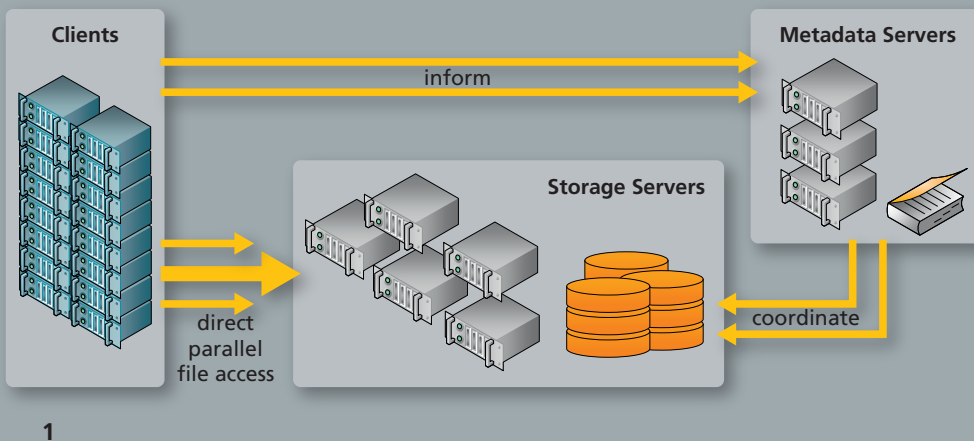 Clients
Metadata Servers
inform
Storage Servers
coordinate
direct
parallel
file access
1